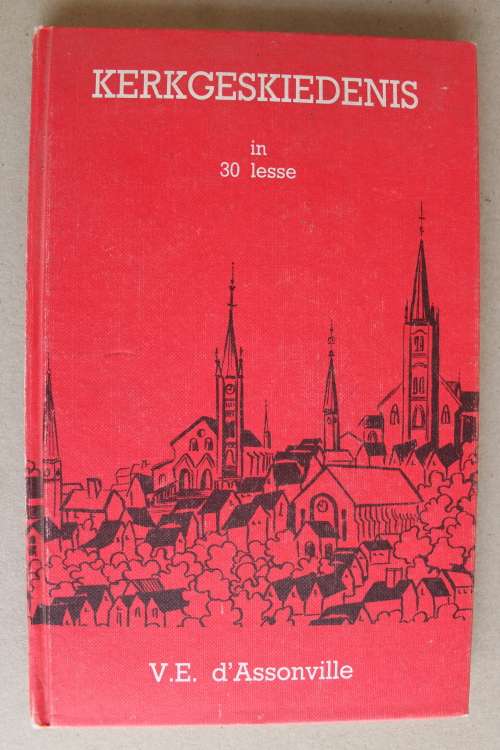 KERKGESKIEDENIS
in
30 lesse
V.E. d'Assonville